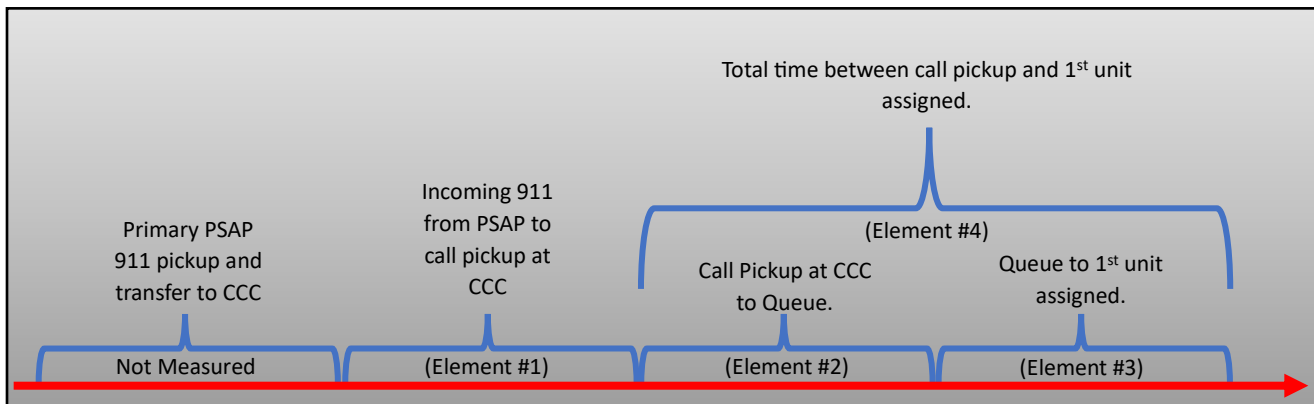 Total time between call pickup and 1st unit
assigned.
(Element #4)
Primary PSAP
911 pickup and
transfer to CCC
Not Measured
Incoming 911
from PSAP to
call pickup at
CCC
(Element #1)
Call Pickup at CCC
to Queue.
(Element #2)
Queue to 1st unit
assigned.
(Element #3)